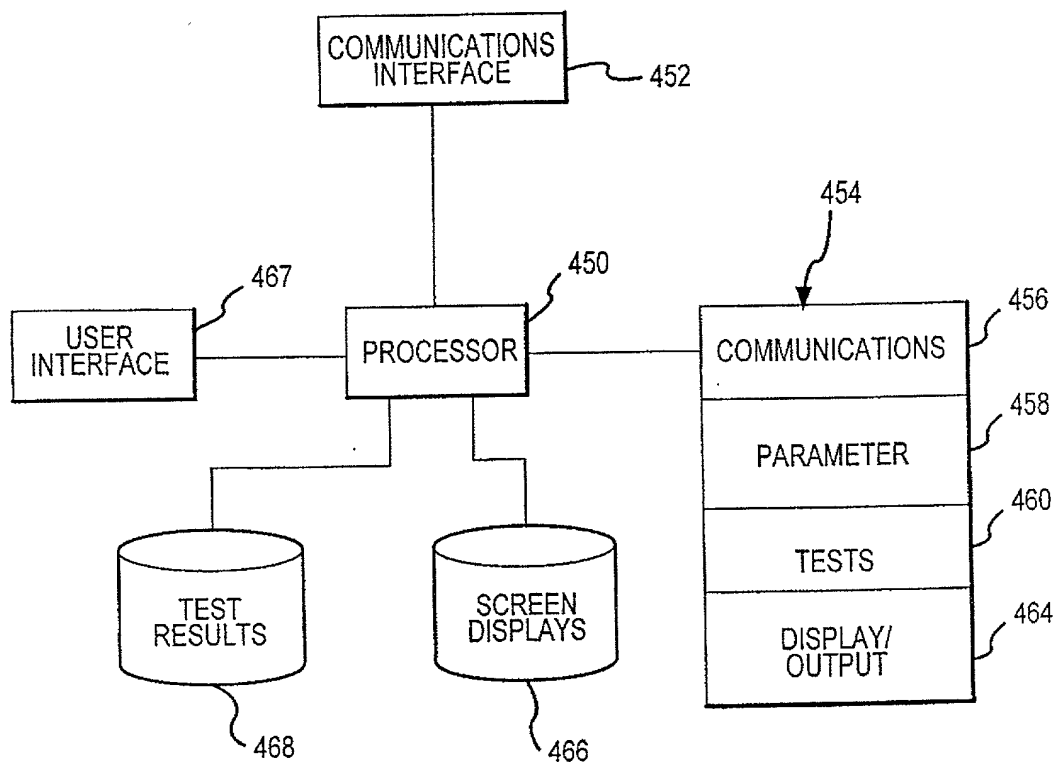 COMMUNICATIONS
INTERFACE
452
454
467
450
456
USER
INTERFACE
PROCESSOR
COMMUNICATIONS
458
PARAMETER
460
TESTS
TEST
RESULTS
SCREEN
DISPLAYS
464
DISPLAY/
OUTPUT
468
466